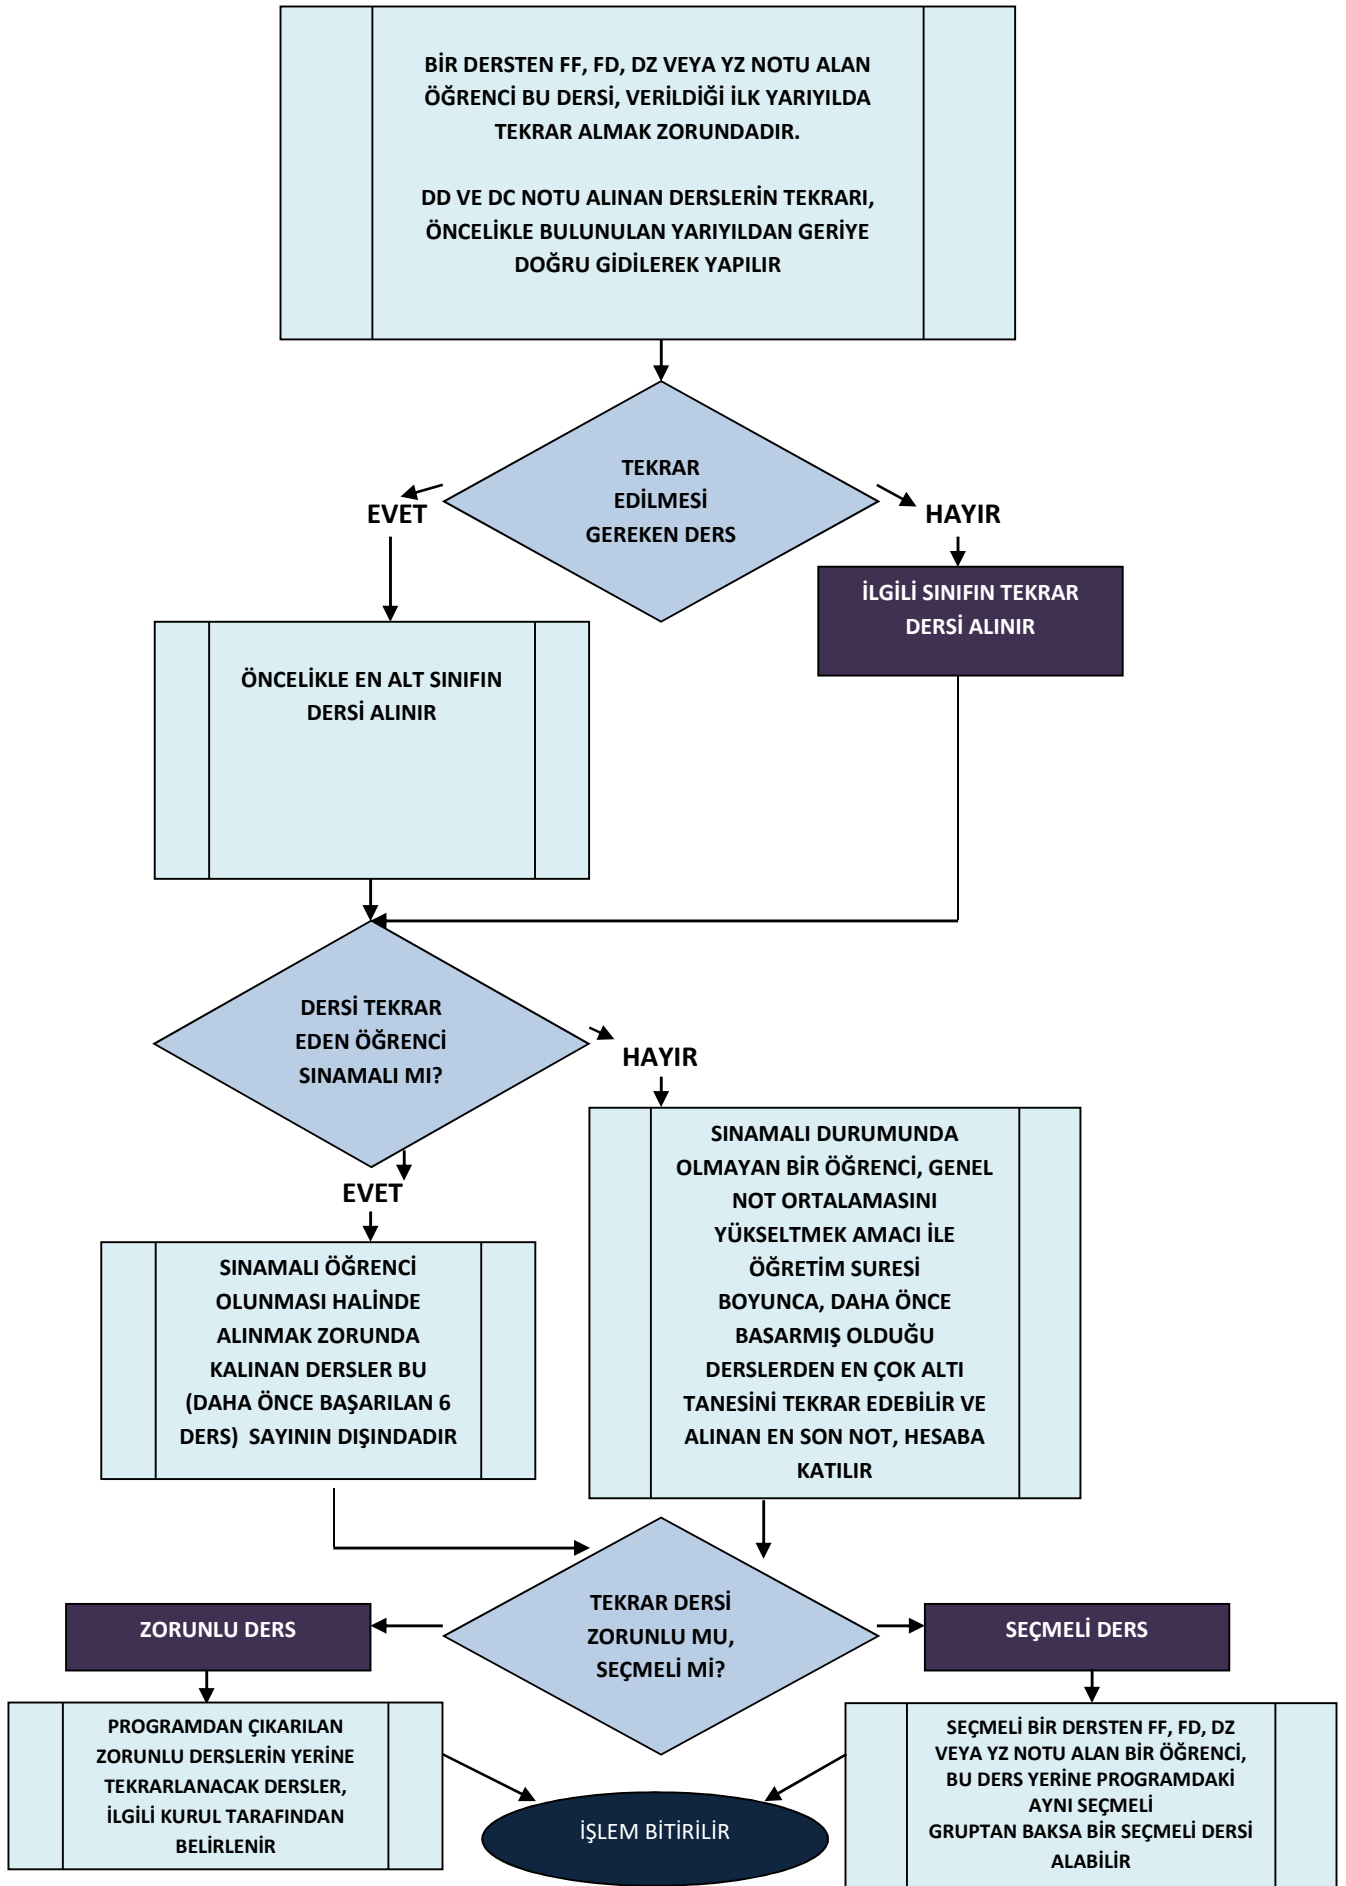 BİR DERSTEN FF, FD, DZ VEYA YZ NOTU ALAN
ÖĞRENCİ BU DERSİ, VERİLDİĞİ İLK YARIYILDA
TEKRAR ALMAK ZORUNDADIR.
DD VE DC NOTU ALINAN DERSLERİN TEKRARI,
ÖNCELİKLE BULUNULAN YARIYILDAN GERİYE
DOĞRU GİDİLEREK YAPILIR
TEKRAR
EDİLMESİ
GEREKEN DERS
EVET
HAYIR
İLGİLİ SINIFIN TEKRAR
DERSİ ALINIR
ÖNCELİKLE EN ALT SINIFIN
DERSİ ALINIR
DERSİ TEKRAR
EDEN ÖĞRENCİ
SINAMALI MI?
HAYIR
EVET
SINAMALI DURUMUNDA
OLMAYAN BİR ÖĞRENCİ, GENEL
NOT ORTALAMASINI
YÜKSELTMEK AMACI İLE
ÖĞRETİM SURESİ
BOYUNCA, DAHA ÖNCE
BASARMIŞ OLDUĞU
DERSLERDEN EN ÇOK ALTI
TANESİNİ TEKRAR EDEBİLİR VE
ALINAN EN SON NOT, HESABA
KATILIR
SINAMALI ÖĞRENCİ
OLUNMASI HALİNDE
ALINMAK ZORUNDA
KALINAN DERSLER BU
(DAHA ÖNCE BAŞARILAN 6
DERS)  SAYININ DIŞINDADIR
TEKRAR DERSİ
ZORUNLU MU,
SEÇMELİ Mİ?
ZORUNLU DERS
SEÇMELİ DERS
PROGRAMDAN ÇIKARILAN
ZORUNLU DERSLERİN YERİNE
TEKRARLANACAK DERSLER,
İLGİLİ KURUL TARAFINDAN
BELİRLENİR
SEÇMELİ BİR DERSTEN FF, FD, DZ
VEYA YZ NOTU ALAN BİR ÖĞRENCİ,
BU DERS YERİNE PROGRAMDAKİ
AYNI SEÇMELİ
GRUPTAN BAKSA BİR SEÇMELİ DERSİ
ALABİLİR
İŞLEM BİTİRİLİR